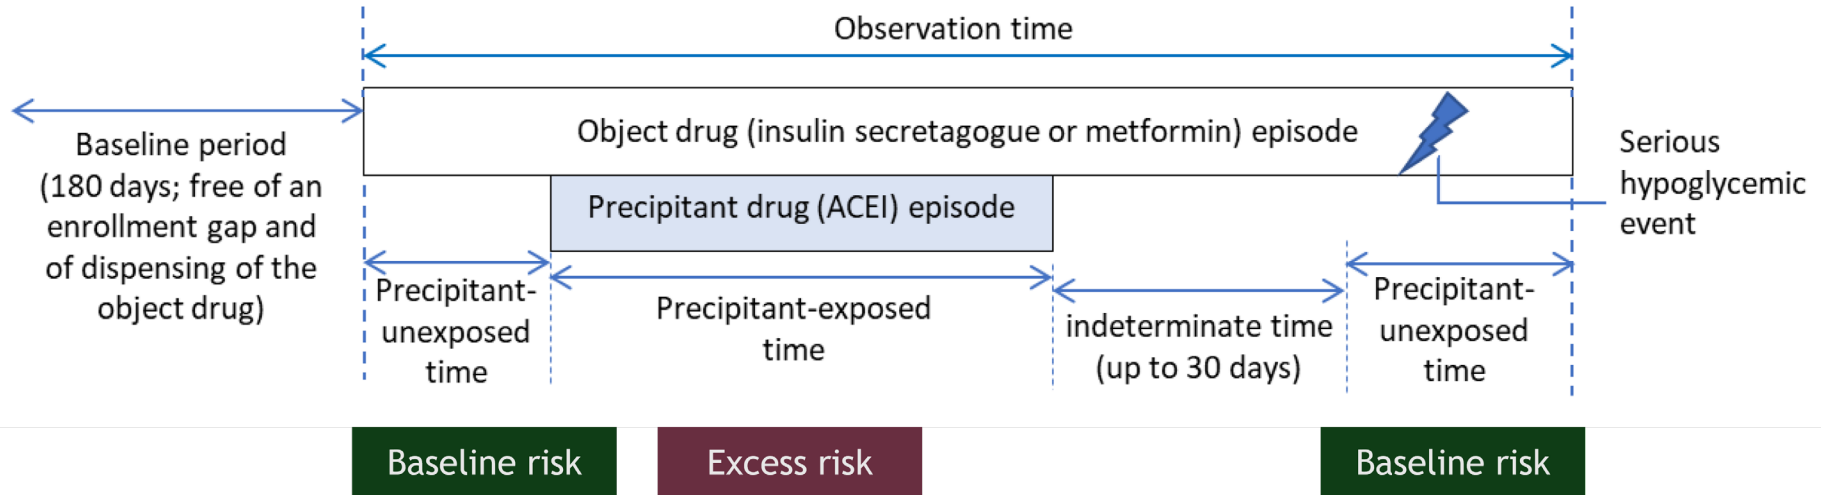 Observation time
Object drug (insulin secretagogue or metformin) episode
Baseline period
(180 days; free of an
enrollment gap and
of dispensing of the
object drug)
Serious
hypoglycemic
event
Precipitant drug (ACEI) episode
Precipitant-
unexposed
time
Precipitant-exposed
time
indeterminate time
(up to 30 days)
Precipitant-
unexposed
time
Baseline risk
Excess risk
Baseline risk